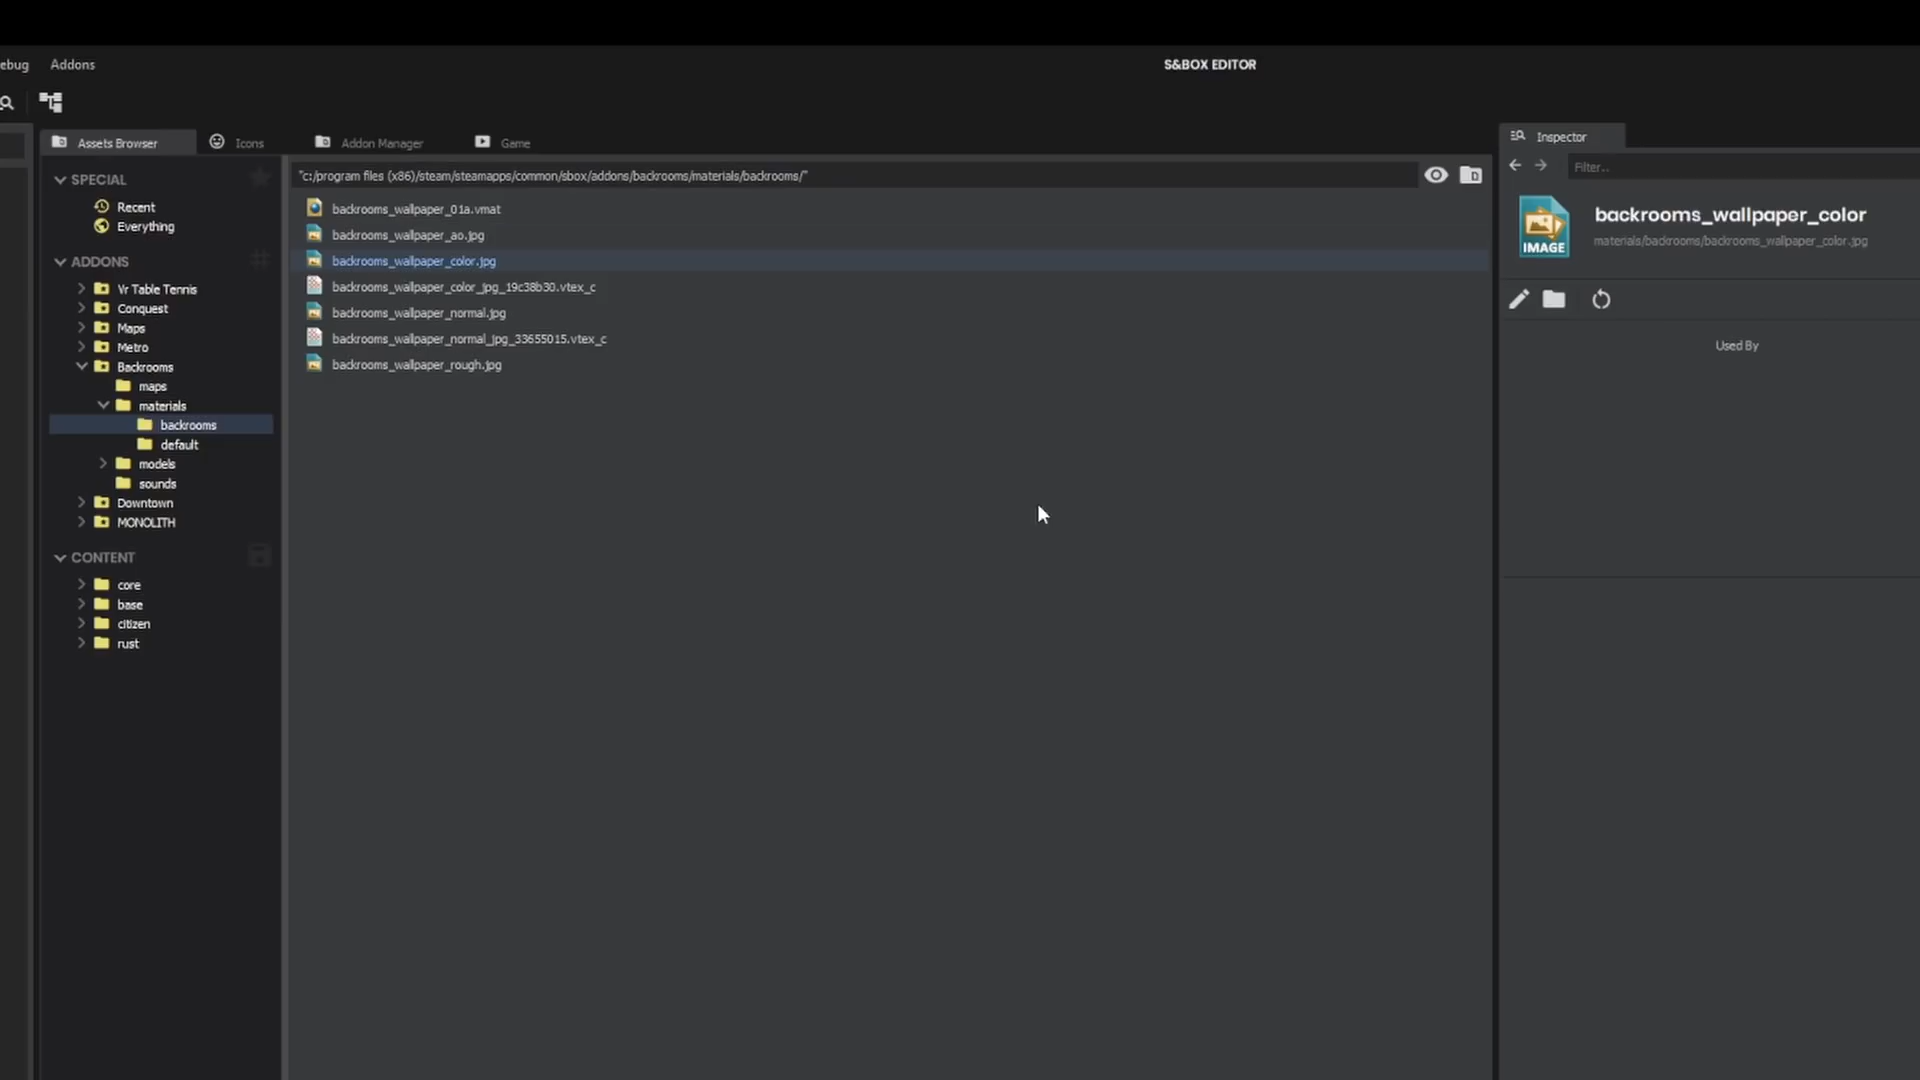 ebug Addons
S&BOX EDITOR
Assets Browser Icons Addon Manager Game
Inspector
SPECIAL
Recent
Everything
ADDONS
Vr Table Tennis
Conquest
Maps
Metro
Backrooms
maps
materials
backrooms
default
models
sounds
Downtown
MONOLITH
CONTENT
core
base
citizen
rust
"c:/program files (x86)/steam/steamapps/common/sbox/addons/backrooms/materials/backrooms/"
backrooms_wallpaper_01a.vmat
backrooms_wallpaper_ao.jpg
backrooms_wallpaper_color.jpg
backrooms_wallpaper_color_jpg_19c38b30.vtex_c
backrooms_wallpaper_normal.jpg
backrooms_wallpaper_normal_jpg_33655015.vtex_c
backrooms_wallpaper_rough.jpg
Filter..
IMAGE
backrooms_wallpaper_color
materials/backrooms/backrooms_wallpaper_color.jpg
Used By